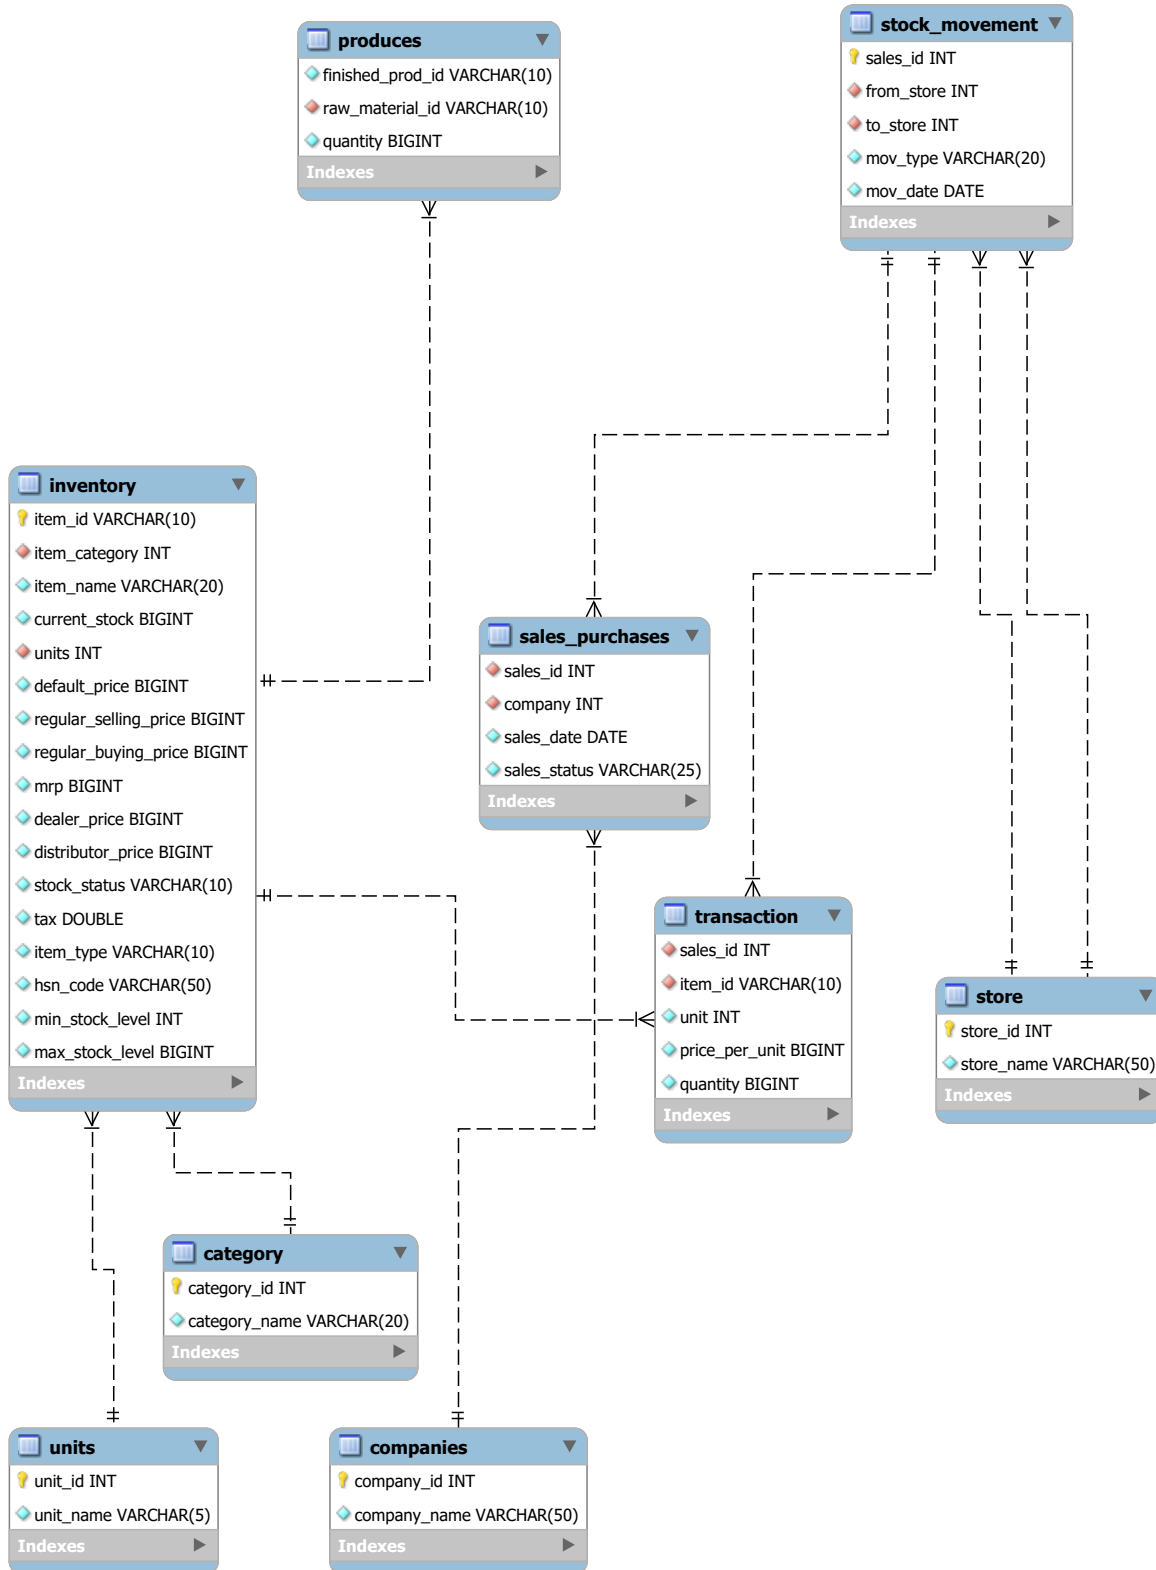 produces
finished_prod_id VARCHAR(10)
raw_material_id VARCHAR(10)
quantity BIGINT
Indexes
stock_movement
sales_id INT
from_store INT
to_store INT
mov_type VARCHAR(20)
mov_date DATE
Indexes
inventory
item_id VARCHAR(10)
item_category INT
item_name VARCHAR(20)
current_stock BIGINT
units INT
default_price BIGINT
regular_selling_price BIGINT
regular_buying_price BIGINT
mrp BIGINT
dealer_price BIGINT
distributor_price BIGINT
stock_status VARCHAR(10)
tax DOUBLE
item_type VARCHAR(10)
hsn_code VARCHAR(50)
min_stock_level INT
max_stock_level BIGINT
Indexes
sales_purchases
sales_id INT
company INT
sales_date DATE
sales_status VARCHAR(25)
Indexes
transaction
sales_id INT
item_id VARCHAR(10)
unit INT
price_per_unit BIGINT
quantity BIGINT
Indexes
store
store_id INT
store_name VARCHAR(50)
Indexes
category
category_id INT
category_name VARCHAR(20)
Indexes
units
unit_id INT
unit_name VARCHAR(5)
Indexes
companies
company_id INT
company_name VARCHAR(50)
Indexes